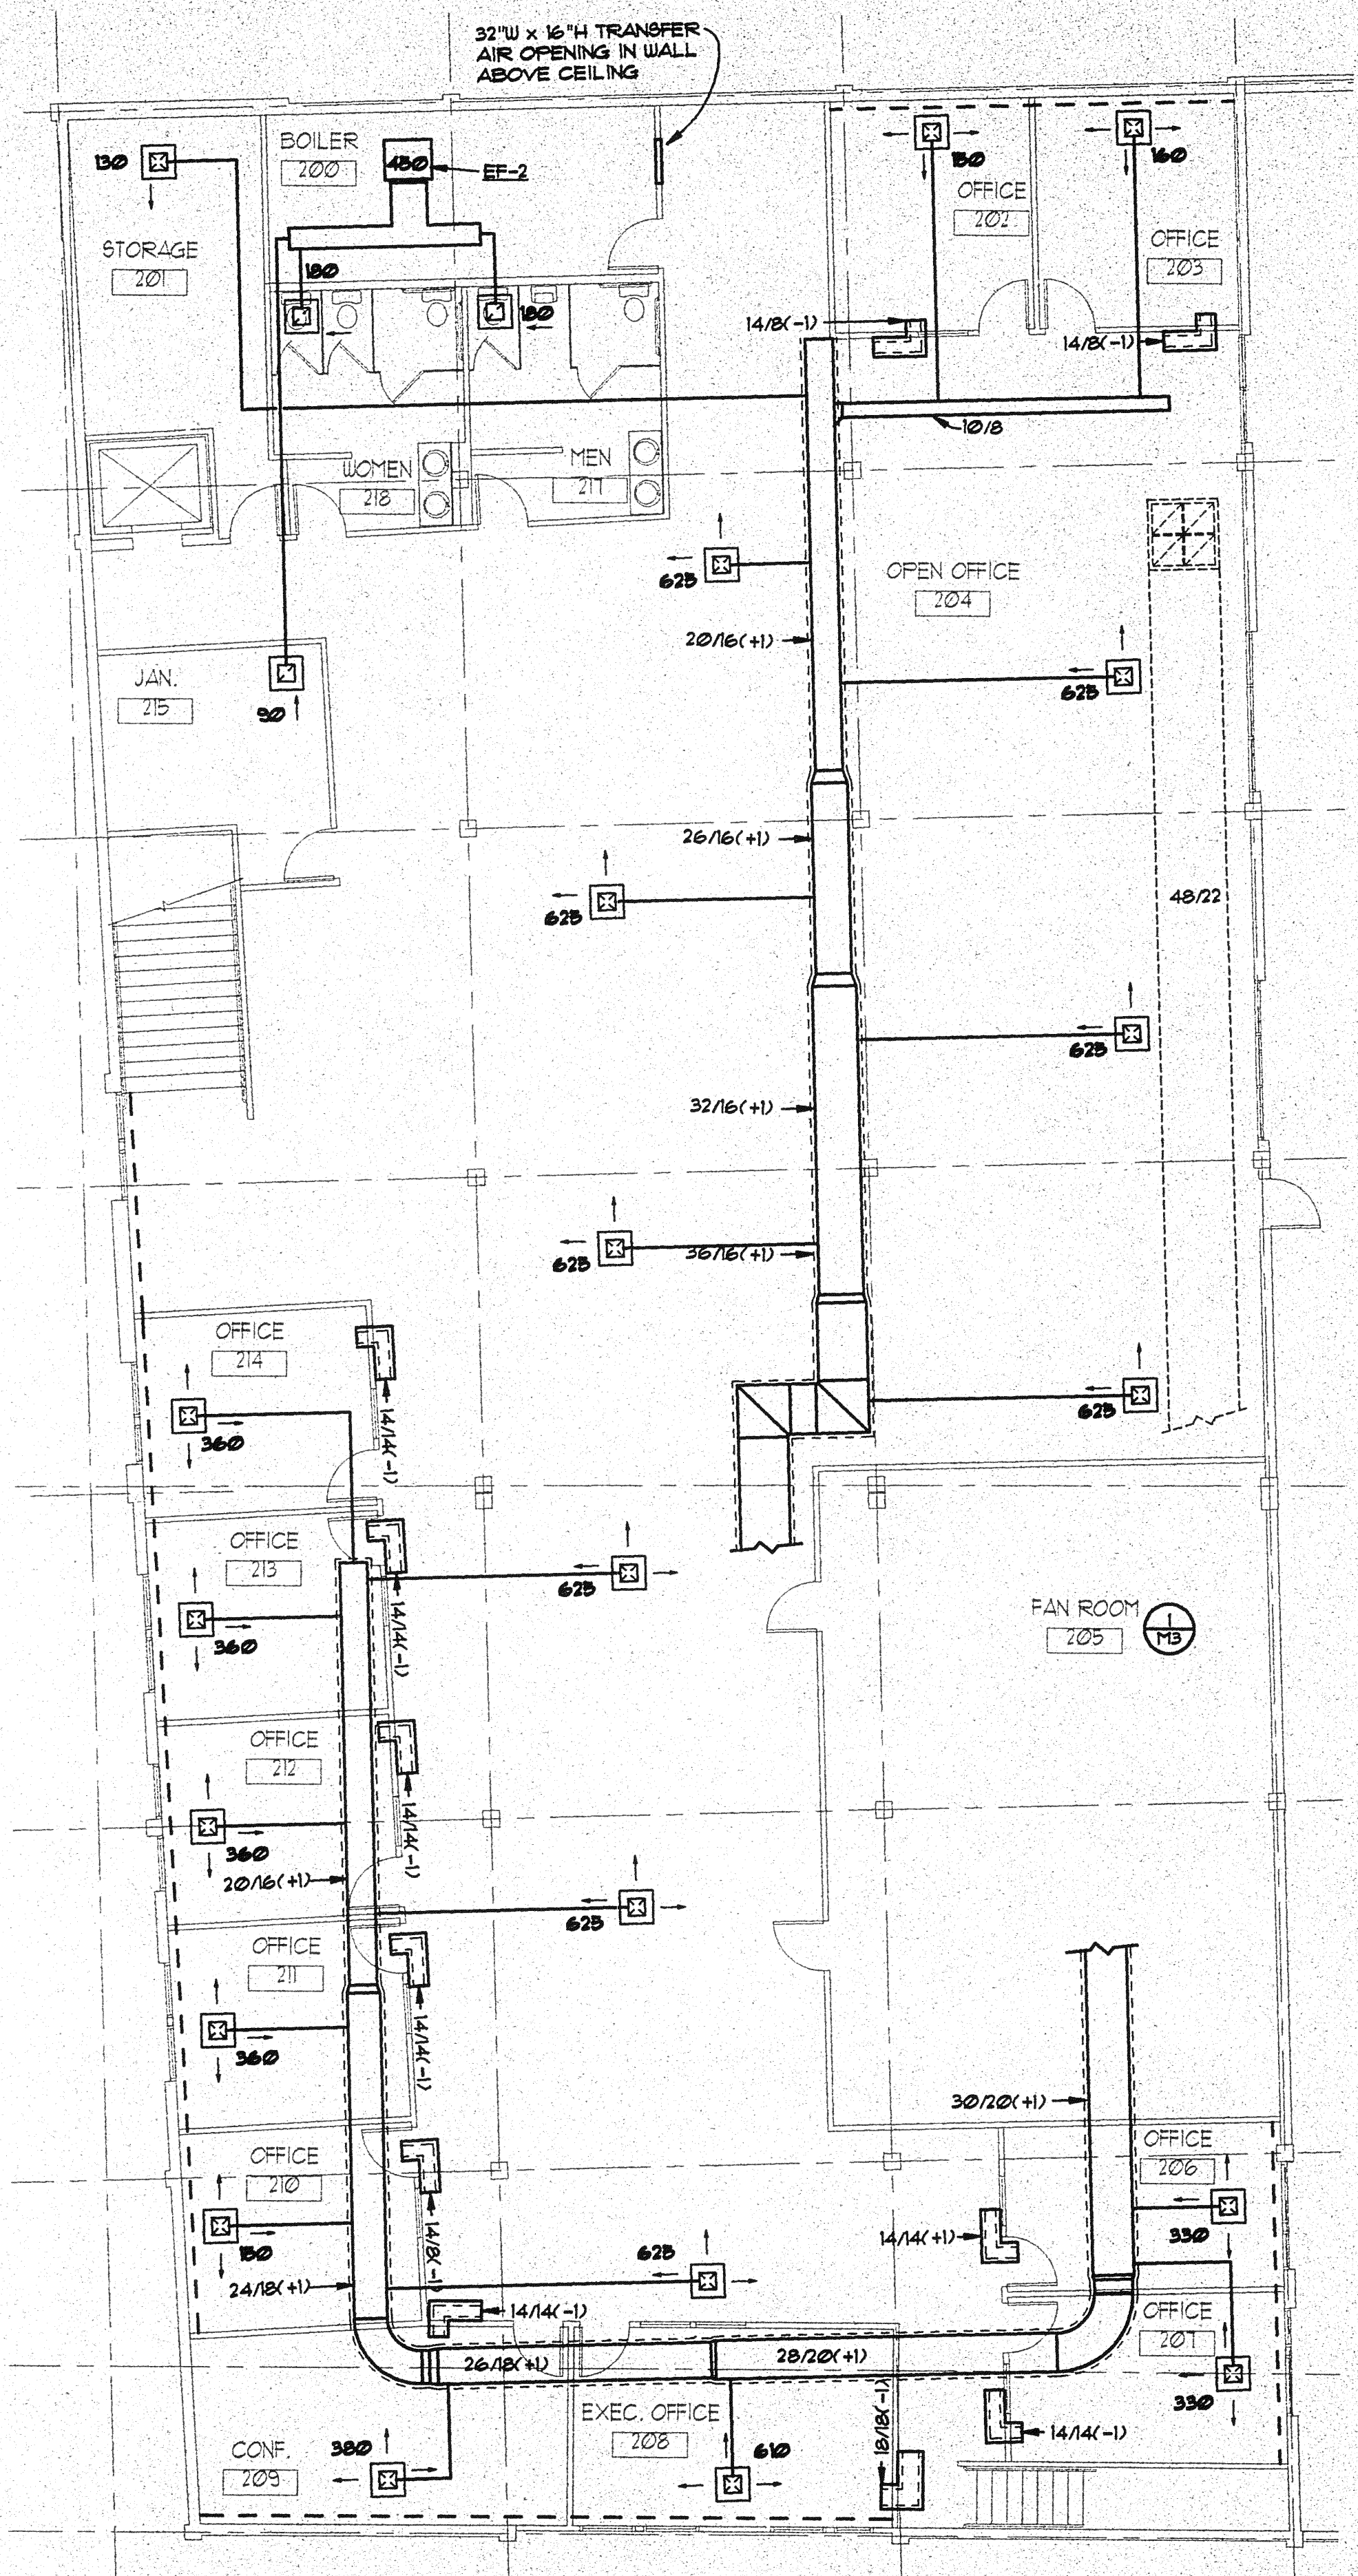 32"W x 16"H TRANSFER
AIR OPENING IN WALL
ABOVE CEILING
130
BOILER
200
450
EF-2
150
160
OFFICE
202
STORAGE
201
OFFICE
203
180
180
14/8(-1)
14/8(-1)
10/8
WOMEN
218
MEN
217
625
OPEN OFFICE
204
20/16(+1)
JAN.
215
90
625
26/16(+1)
625
48/22
625
32/16(+1)
625
36/16(+1)
OFFICE
214
360
14/14(-1)
625
OFFICE
213
360
14/14(-1)
625
FAN ROOM
205
1
M3
OFFICE
212
360
14/14(-1)
20/16(+1)
625
OFFICE
211
360
14/14(-1)
30/20(+1)
OFFICE
210
150
14/8(-1)
OFFICE
206
330
14/14(+1)
625
24/18(+1)
14/14(-1)
OFFICE
207
26/18(+1)
28/20(+1)
330
EXEC. OFFICE
208
18/18(-1)
14/14(-1)
CONF.
209
380
610